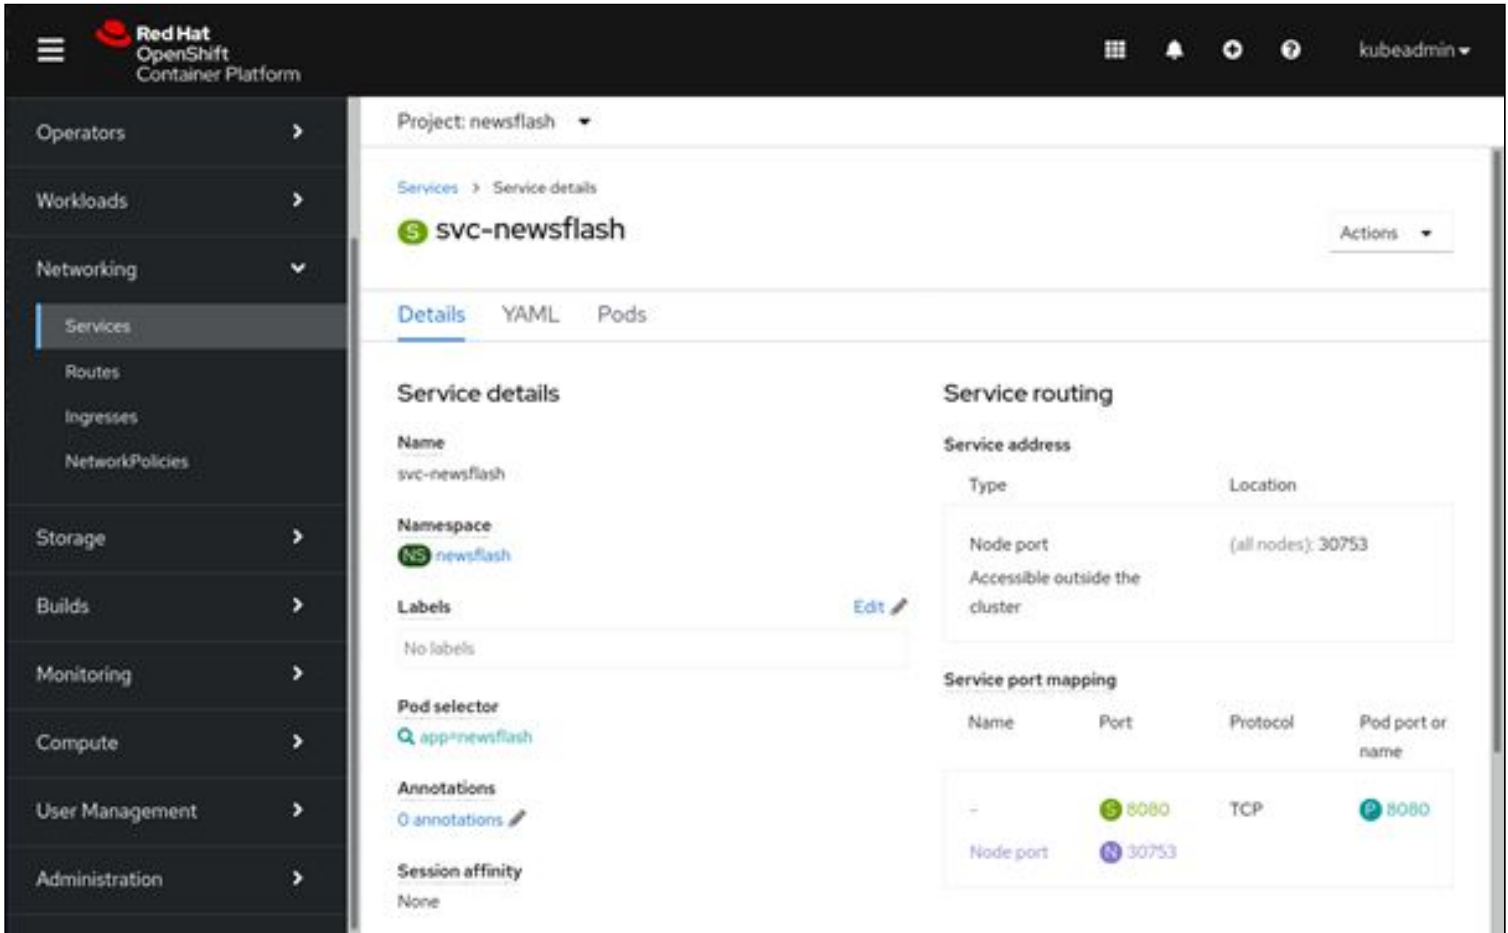 Red Hat
OpenShift
Container Platform
kubeadmin
Operators
Workloads
Networking
Services
Routes
Ingresses
NetworkPolicies
Storage
Builds
Monitoring
Compute
User Management
Administration
Project: newsflash
Services > Service details
S svc-newsflash
Actions
Details YAML Pods
Service details
Name
svc-newsflash
Namespace
NS newsflash
Labels Edit
No labels
Pod selector
app=newsflash
Annotations
0 annotations
Session affinity
None
Service routing
Service address
Type Location
Node port (all nodes): 30753
Accessible outside the
cluster
Service port mapping
Name Port Protocol Pod port or
name
- S 8080 TCP P 8080
Node port N 30753